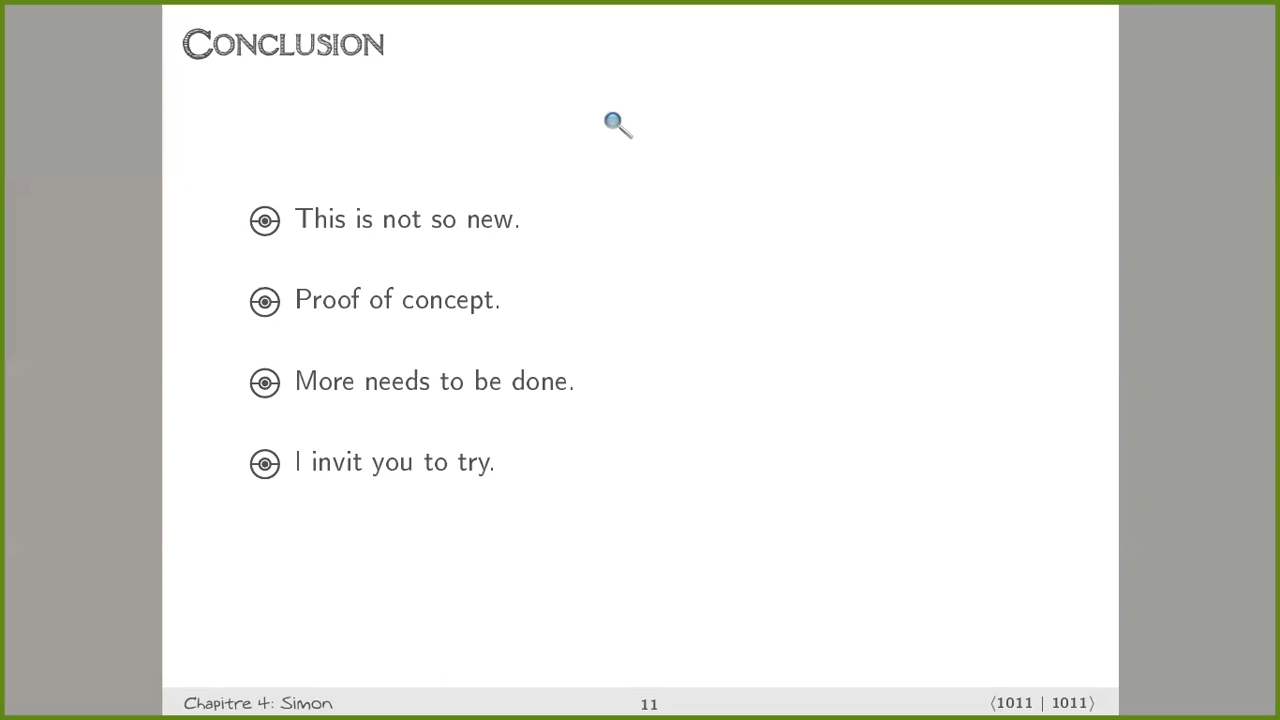 Conclusion
This is not so new.
Proof of concept.
More needs to be done.
I invit you to try.
Chapitre 4: Simon 11 ⟨1011 | 1011⟩